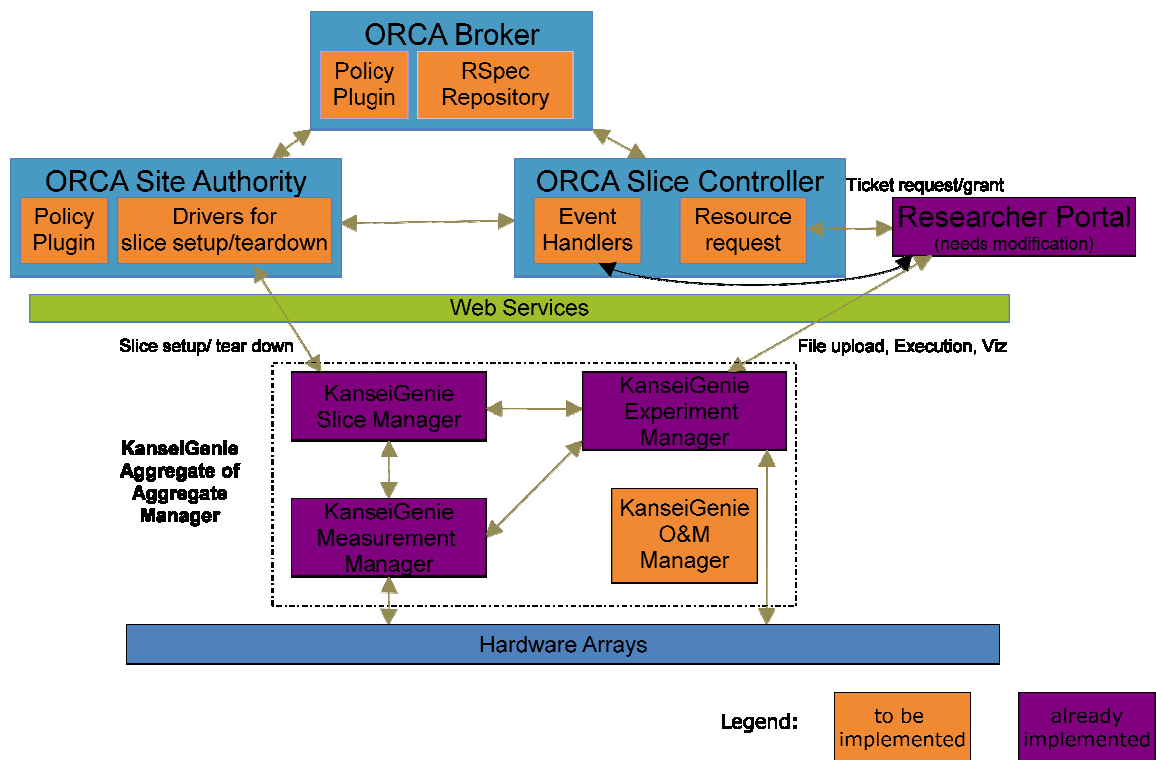 ORCA Broker
Policy
Plugin
RSpec
Repository
ORCA Site Authority
Policy
Plugin
Drivers for
slice setup/teardown
ORCA Slice Controller
Event
Handlers
Resource
request
Ticket request/grant
Researcher Portal
(needs modification)
Web Services
Slice setup/ tear down
File upload, Execution, Viz
KanseiGenie
Aggregate of
Aggregate
Manager
KanseiGenie
Slice Manager
KanseiGenie
Experiment
Manager
KanseiGenie
Measurement
Manager
KanseiGenie
O&M
Manager
Hardware Arrays
Legend:
to be
implemented
already
implemented